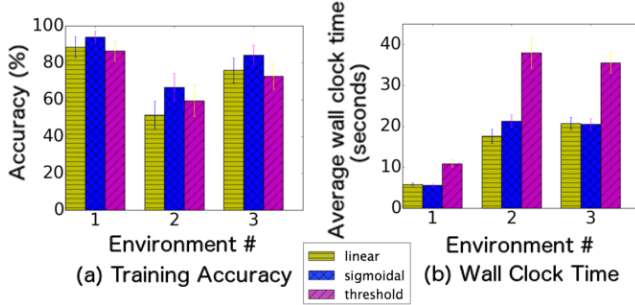 Accuracy (%)
100
80
60
40
20
0
1 2 3
Environment #
(a) Training Accuracy
Average wall clock time
(seconds)
40
30
20
10
0
1 2 3
Environment #
(b) Wall Clock Time
linear
sigmoidal
threshold